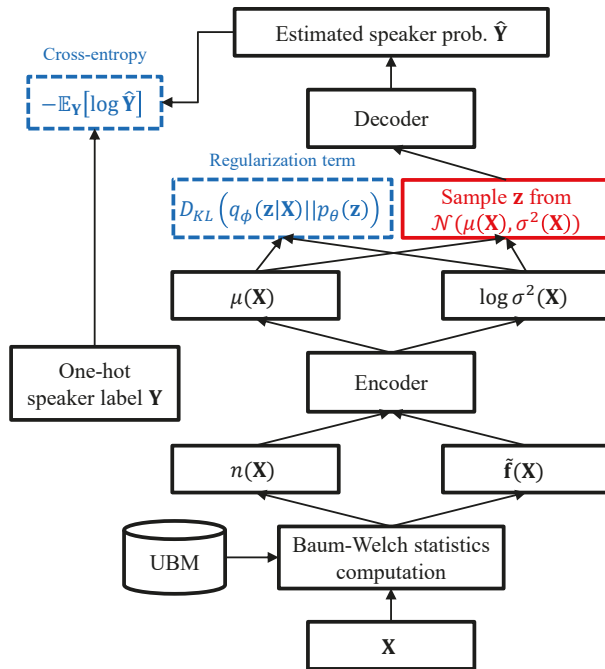 Estimated speaker prob. Ŷ
Cross-entropy
−𝔼_Y[log Ŷ]
Decoder
Regularization term
D_KL(q_ϕ(z|X)||p_θ(z))
Sample z from
𝒩(μ(X), σ²(X))
μ(X)
log σ²(X)
One-hot
speaker label Y
Encoder
n(X)
f̃(X)
UBM
Baum-Welch statistics
computation
X